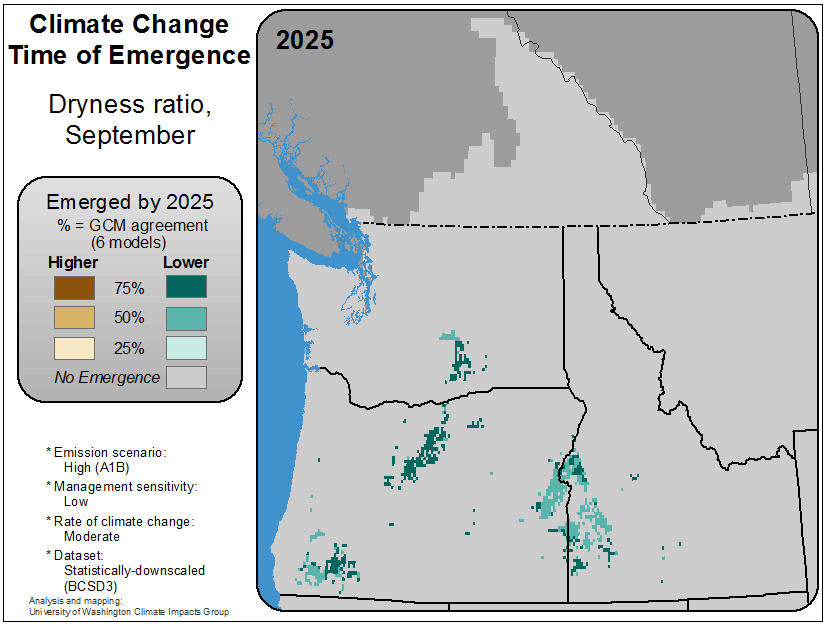 Climate Change
Time of Emergence
Dryness ratio,
September
2025
Emerged by 2025
% = GCM agreement
(6 models)
Higher Lower
75%
50%
25%
No Emergence
* Emission scenario:
High (A1B)
* Management sensitivity:
Low
* Rate of climate change:
Moderate
* Dataset:
Statistically-downscaled
(BCSD3)
Analysis and mapping:
University of Washington Climate Impacts Group